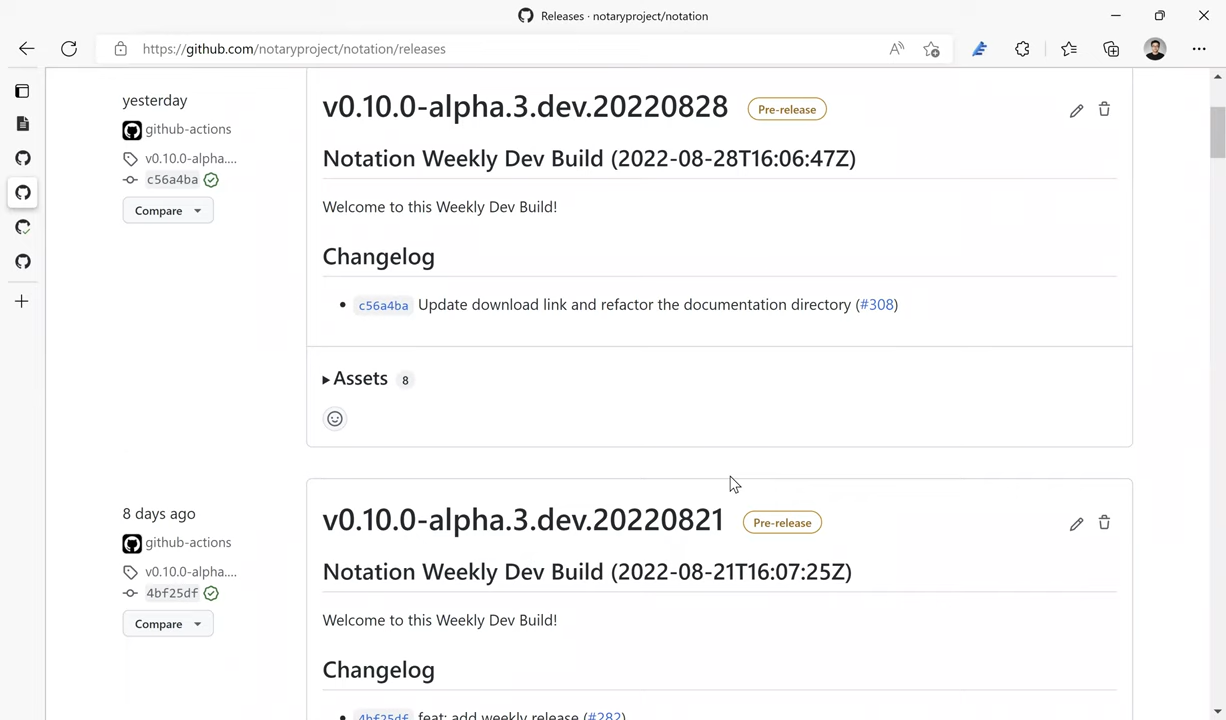 Releases · notaryproject/notation
https://github.com/notaryproject/notation/releases
yesterday
github-actions
v0.10.0-alpha....
c56a4ba
Compare
v0.10.0-alpha.3.dev.20220828 Pre-release
Notation Weekly Dev Build (2022-08-28T16:06:47Z)
Welcome to this Weekly Dev Build!
Changelog
• c56a4ba Update download link and refactor the documentation directory (#308)
Assets 8
8 days ago
github-actions
v0.10.0-alpha....
4bf25df
Compare
v0.10.0-alpha.3.dev.20220821 Pre-release
Notation Weekly Dev Build (2022-08-21T16:07:25Z)
Welcome to this Weekly Dev Build!
Changelog
• 4bf25df feat: add weekly release (#282)